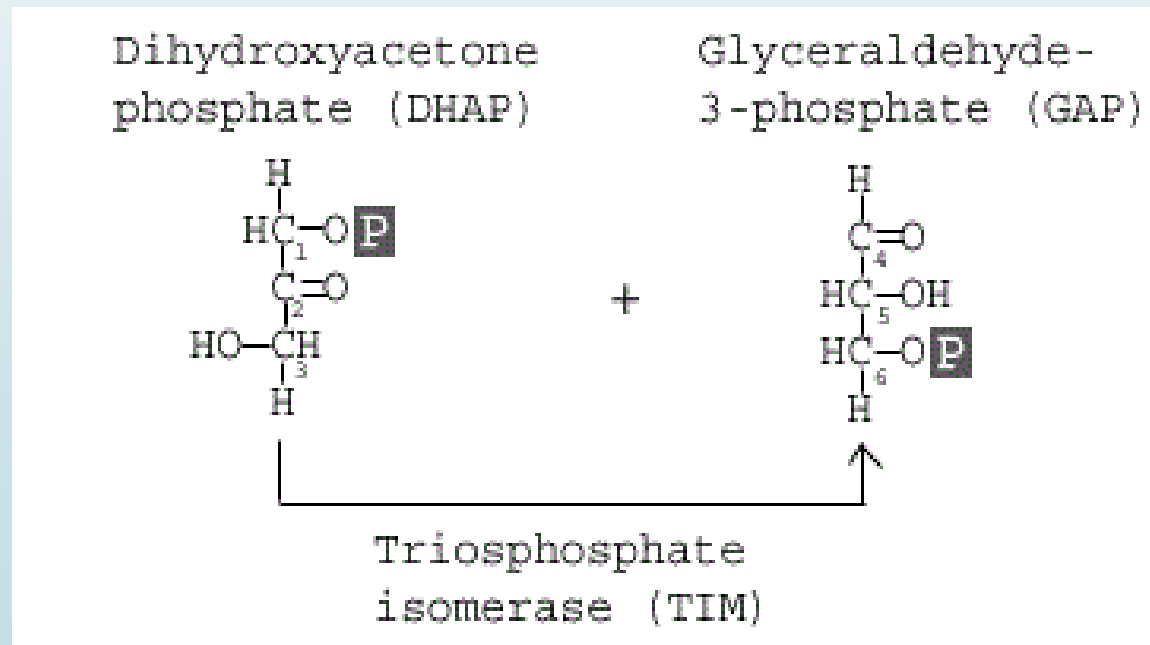 Dihydroxyacetone
phosphate (DHAP)
Glyceraldehyde-
3-phosphate (GAP)
H
HC–O P
1
C=O
2
HO–CH
3
H
+
H
C=O
4
HC–OH
5
HC–O P
6
H
Triosphosphate
isomerase (TIM)